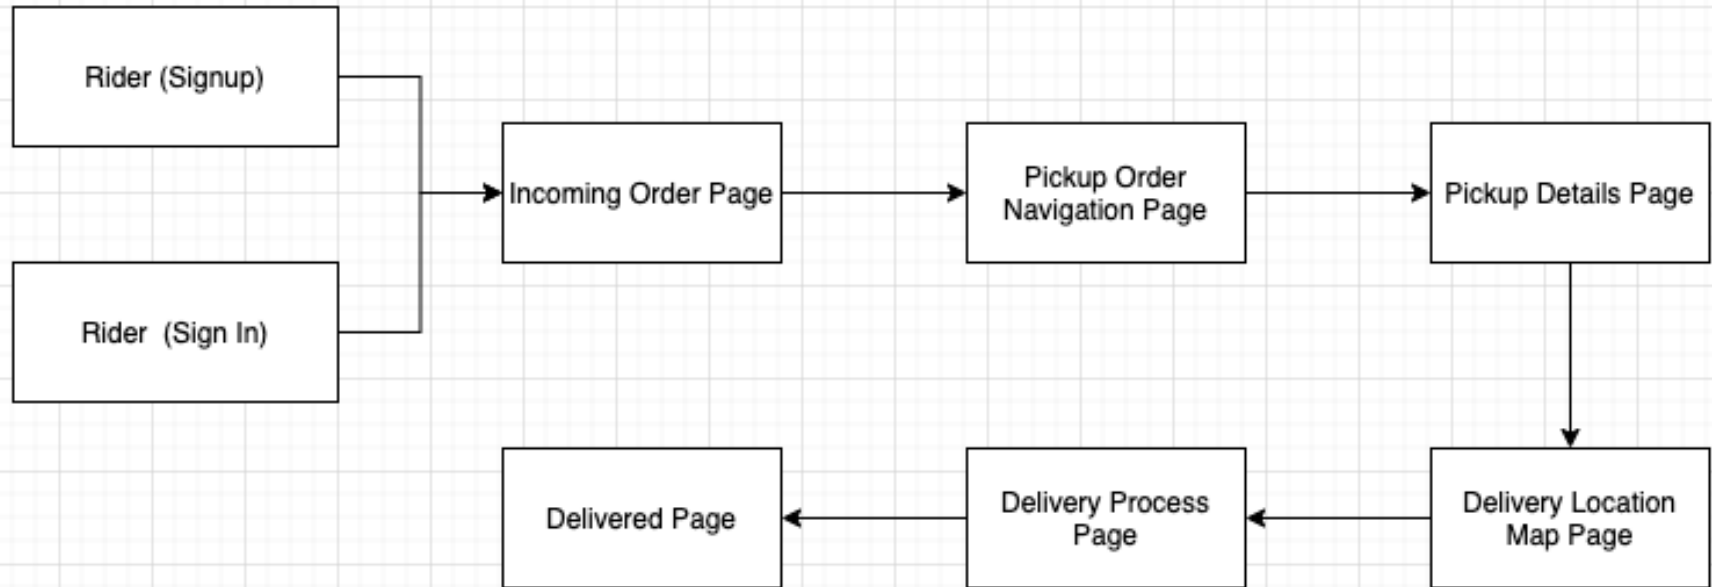 Rider (Signup)
Incoming Order Page
Pickup Order
Navigation Page
Pickup Details Page
Rider  (Sign In)
Delivered Page
Delivery Process
Page
Delivery Location
Map Page